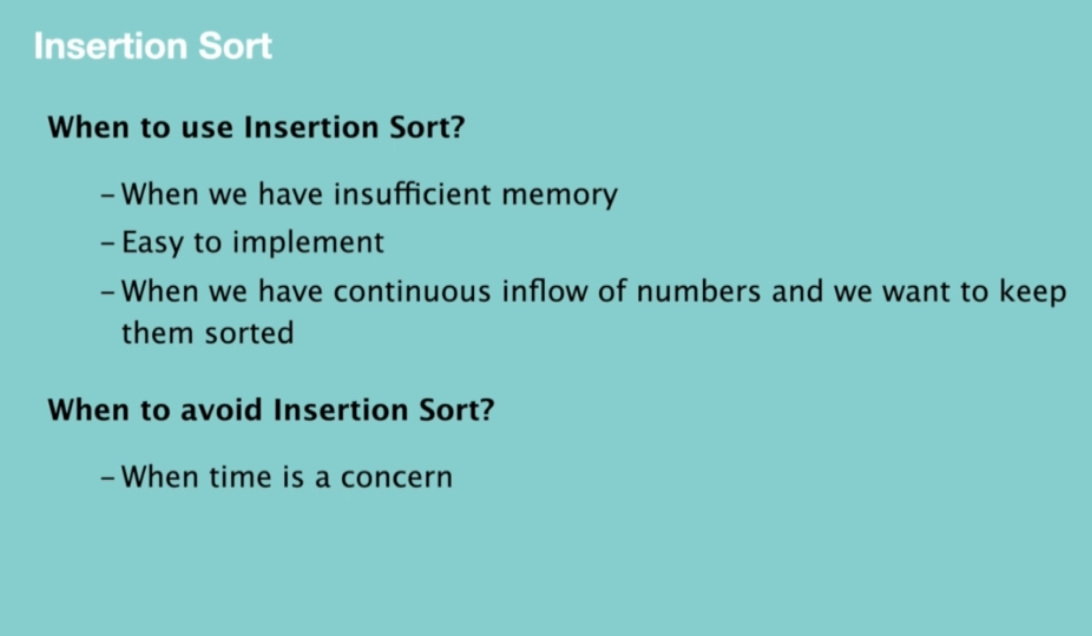 Insertion Sort
When to use Insertion Sort?
– When we have insufficient memory
– Easy to implement
– When we have continuous inflow of numbers and we want to keep
them sorted
When to avoid Insertion Sort?
– When time is a concern